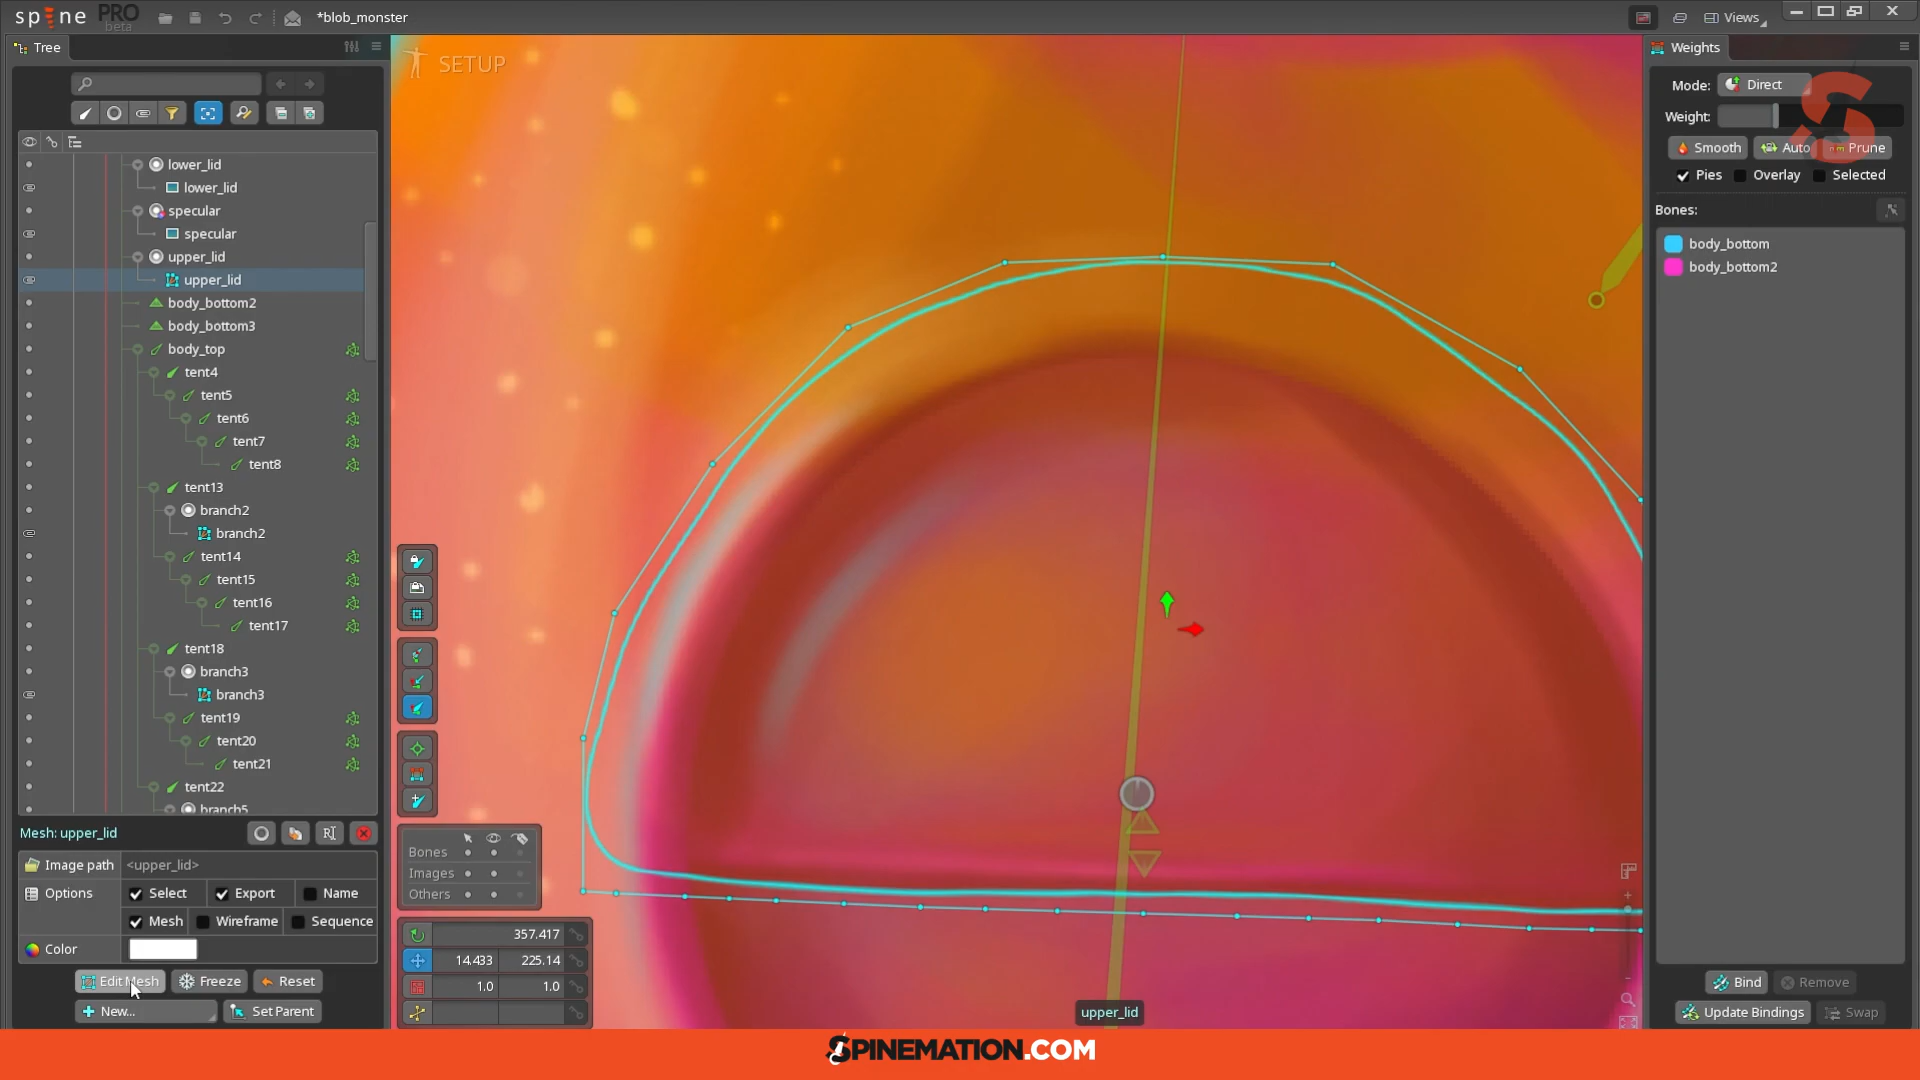 spine PRO
beta
*blob_monster
Views
Tree
SETUP
Weights
Mode: Direct
Weight:
Smooth Auto Prune
Pies Overlay Selected
Bones:
body_bottom
body_bottom2
lower_lid
lower_lid
specular
specular
upper_lid
upper_lid
body_bottom2
body_bottom3
body_top
tent4
tent5
tent6
tent7
tent8
tent13
branch2
branch2
tent14
tent15
tent16
tent17
tent18
branch3
branch3
tent19
tent20
tent21
tent22
branch5
Mesh: upper_lid
Image path <upper_lid>
Options Select Export Name
Mesh Wireframe Sequence
Color
Edit Mesh Freeze Reset
New... Set Parent
Bones
Images
Others
357.417
14.433 225.14
1.0 1.0
upper_lid
Bind Remove
Update Bindings Swap
SPINEMATION.COM